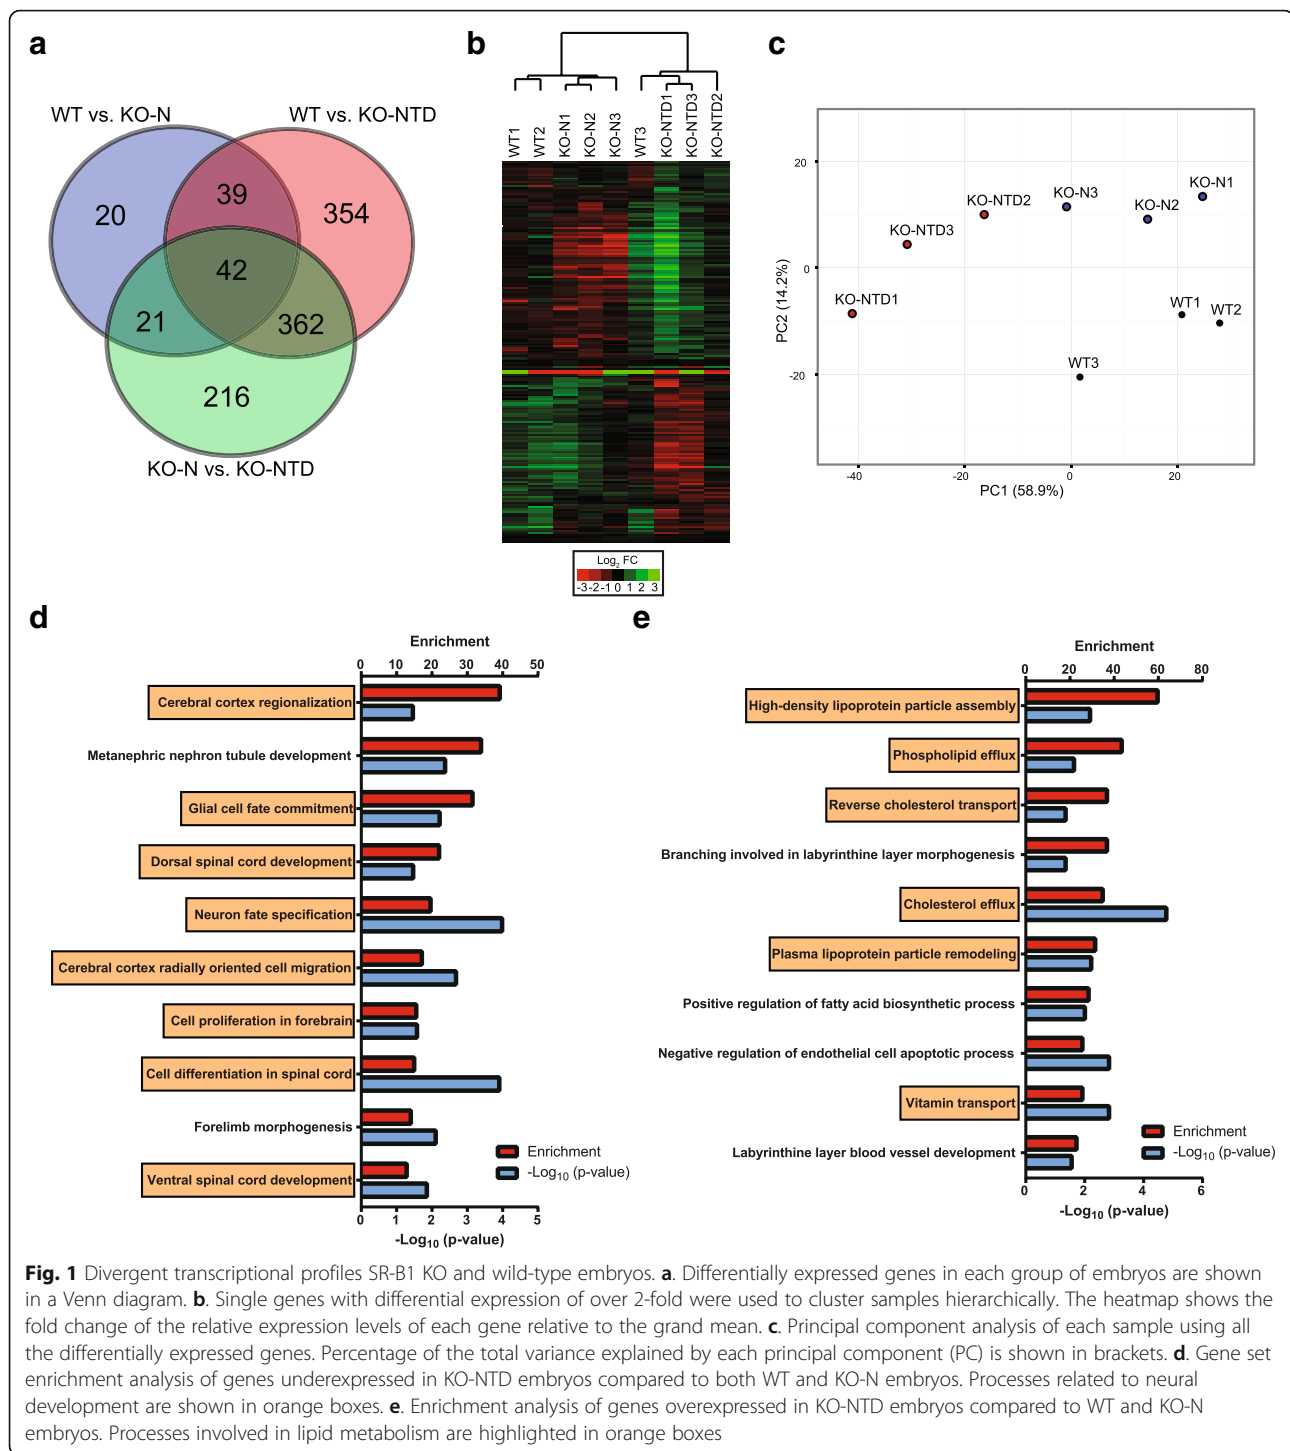 a
WT vs. KO-N
WT vs. KO-NTD
20
39
354
42
21
362
216
KO-N vs. KO-NTD
b
WT1
WT2
KO-N1
KO-N2
KO-N3
WT3
KO-NTD1
KO-NTD3
KO-NTD2
Log2 FC
-3 -2 -1 0 1 2 3
c
20
0
-20
PC2 (14.2%)
KO-NTD1
KO-NTD3
KO-NTD2
KO-N3
KO-N2
KO-N1
WT1
WT2
WT3
-40 -20 0 20
PC1 (58.9%)
d
Enrichment
0 10 20 30 40 50
Cerebral cortex regionalization
Metanephric nephron tubule development
Glial cell fate commitment
Dorsal spinal cord development
Neuron fate specification
Cerebral cortex radially oriented cell migration
Cell proliferation in forebrain
Cell differentiation in spinal cord
Forelimb morphogenesis
Ventral spinal cord development
Enrichment
-Log10 (p-value)
0 1 2 3 4 5
-Log10 (p-value)
e
Enrichment
0 20 40 60 80
High-density lipoprotein particle assembly
Phospholipid efflux
Reverse cholesterol transport
Branching involved in labyrinthine layer morphogenesis
Cholesterol efflux
Plasma lipoprotein particle remodeling
Positive regulation of fatty acid biosynthetic process
Negative regulation of endothelial cell apoptotic process
Vitamin transport
Labyrinthine layer blood vessel development
Enrichment
-Log10 (p-value)
0 2 4 6
-Log10 (p-value)
Fig. 1 Divergent transcriptional profiles SR-B1 KO and wild-type embryos. a. Differentially expressed genes in each group of embryos are shown
in a Venn diagram. b. Single genes with differential expression of over 2-fold were used to cluster samples hierarchically. The heatmap shows the
fold change of the relative expression levels of each gene relative to the grand mean. c. Principal component analysis of each sample using all
the differentially expressed genes. Percentage of the total variance explained by each principal component (PC) is shown in brackets. d. Gene set
enrichment analysis of genes underexpressed in KO-NTD embryos compared to both WT and KO-N embryos. Processes related to neural
development are shown in orange boxes. e. Enrichment analysis of genes overexpressed in KO-NTD embryos compared to WT and KO-N
embryos. Processes involved in lipid metabolism are highlighted in orange boxes